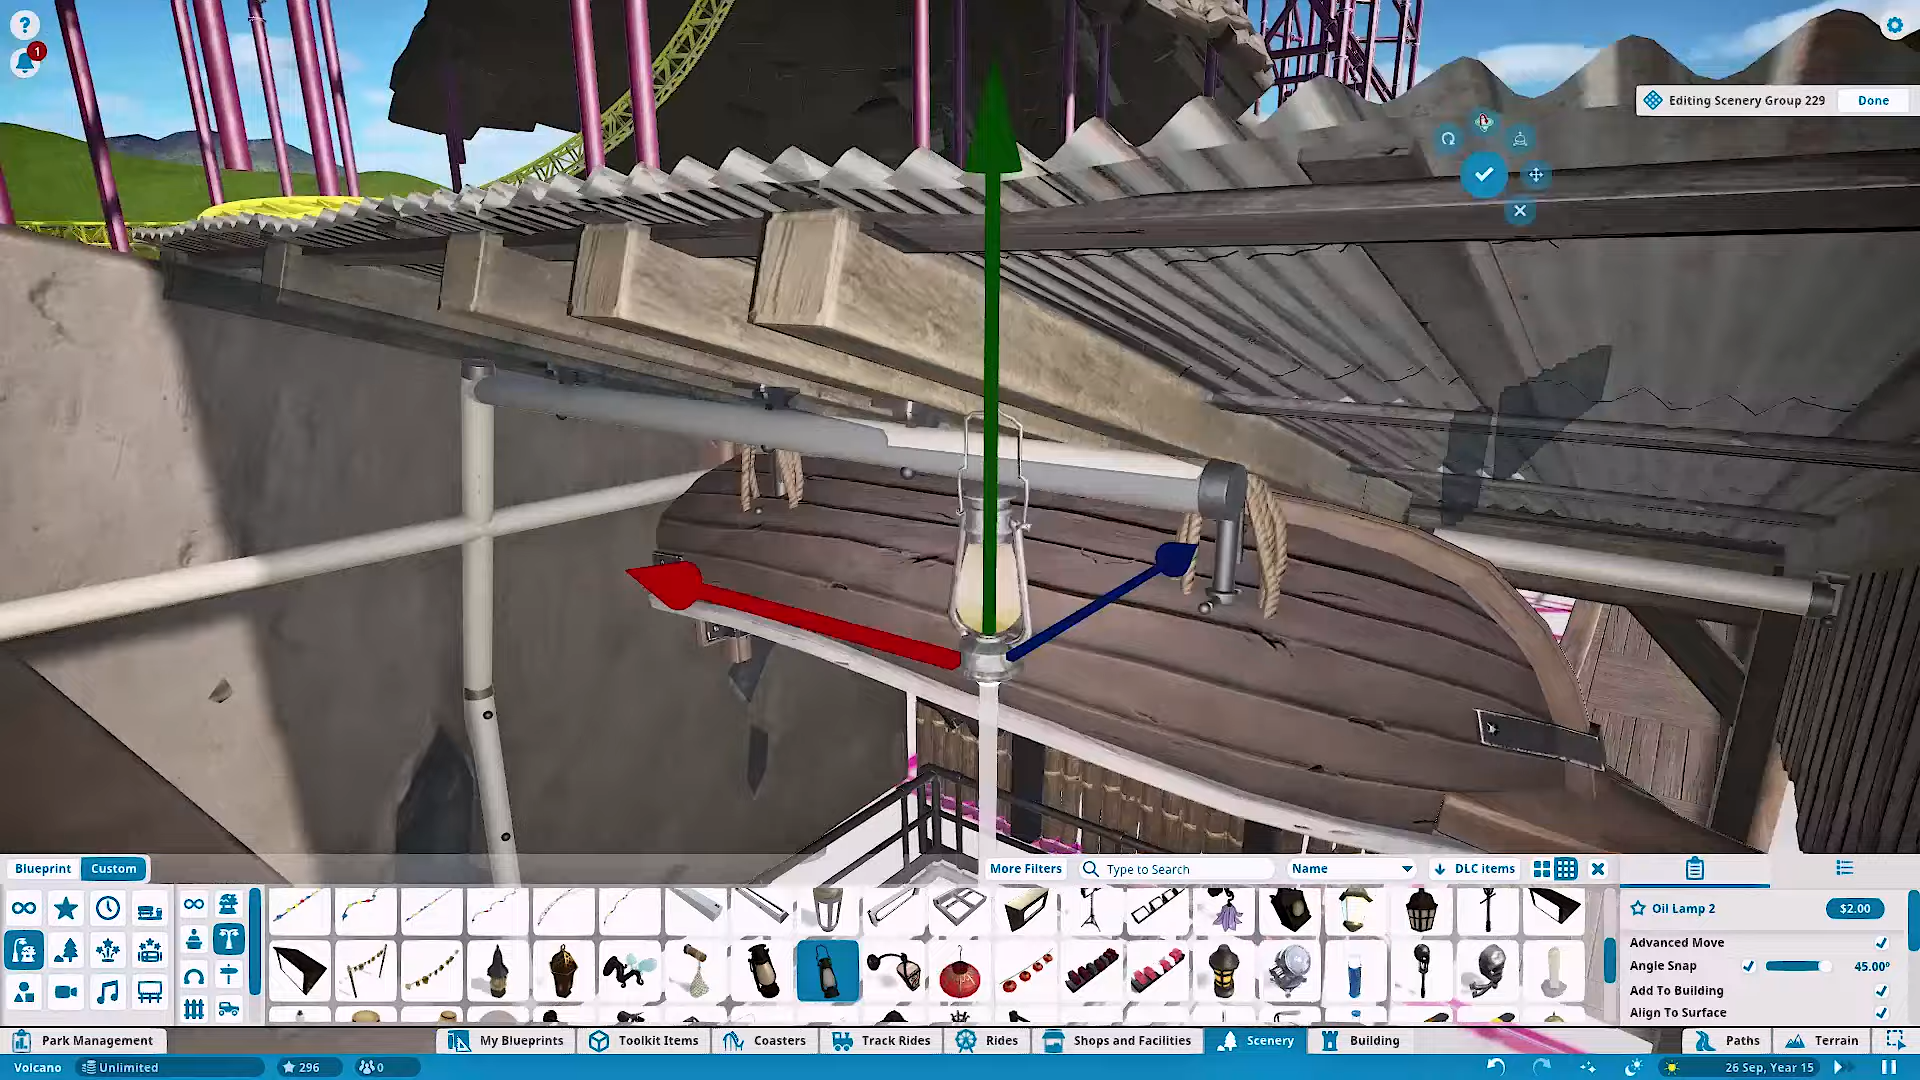 ?
1
Editing Scenery Group 229
Done
Blueprint
Custom
More Filters
Type to Search
Name
DLC items
Oil Lamp 2
$2.00
Advanced Move
Angle Snap
45.00°
Add To Building
Align To Surface
Park Management
My Blueprints
Toolkit Items
Coasters
Track Rides
Rides
Shops and Facilities
Scenery
Building
Paths
Terrain
Volcano
Unlimited
296
0
26 Sep, Year 15